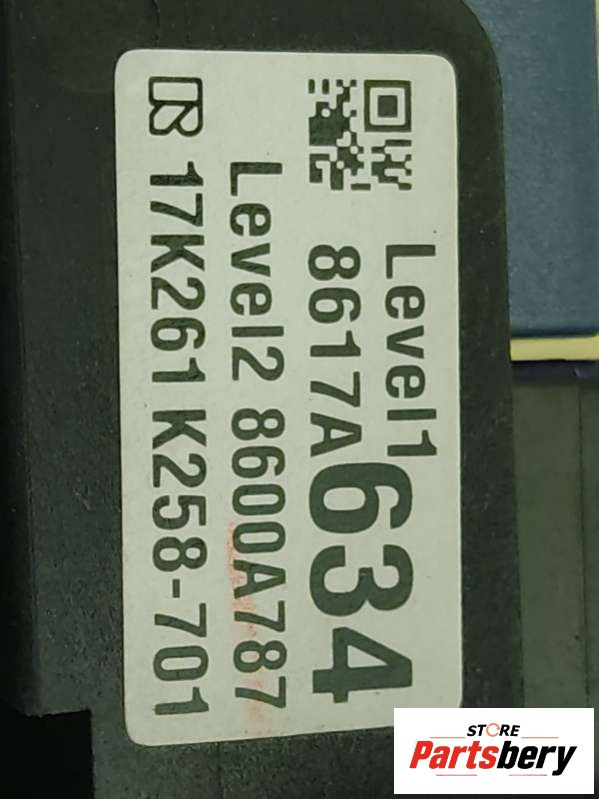 Level1
8617A634
Level2 8600A787
R 17K261 K258-701
STORE
Partsbery